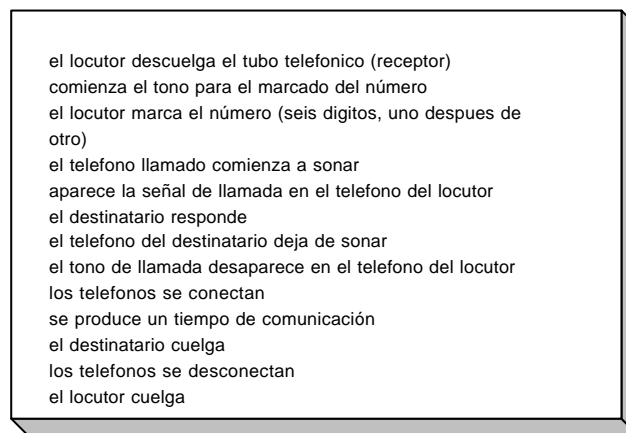 el locutor descuelga el tubo telefonico (receptor)
comienza el tono para el marcado del número
el locutor marca el número (seis digitos, uno despues de
otro)
el telefono llamado comienza a sonar
aparece la señal de llamada en el telefono del locutor
el destinatario responde
el telefono del destinatario deja de sonar
el tono de llamada desaparece en el telefono del locutor
los telefonos se conectan
se produce un tiempo de comunicación
el destinatario cuelga
los telefonos se desconectan
el locutor cuelga